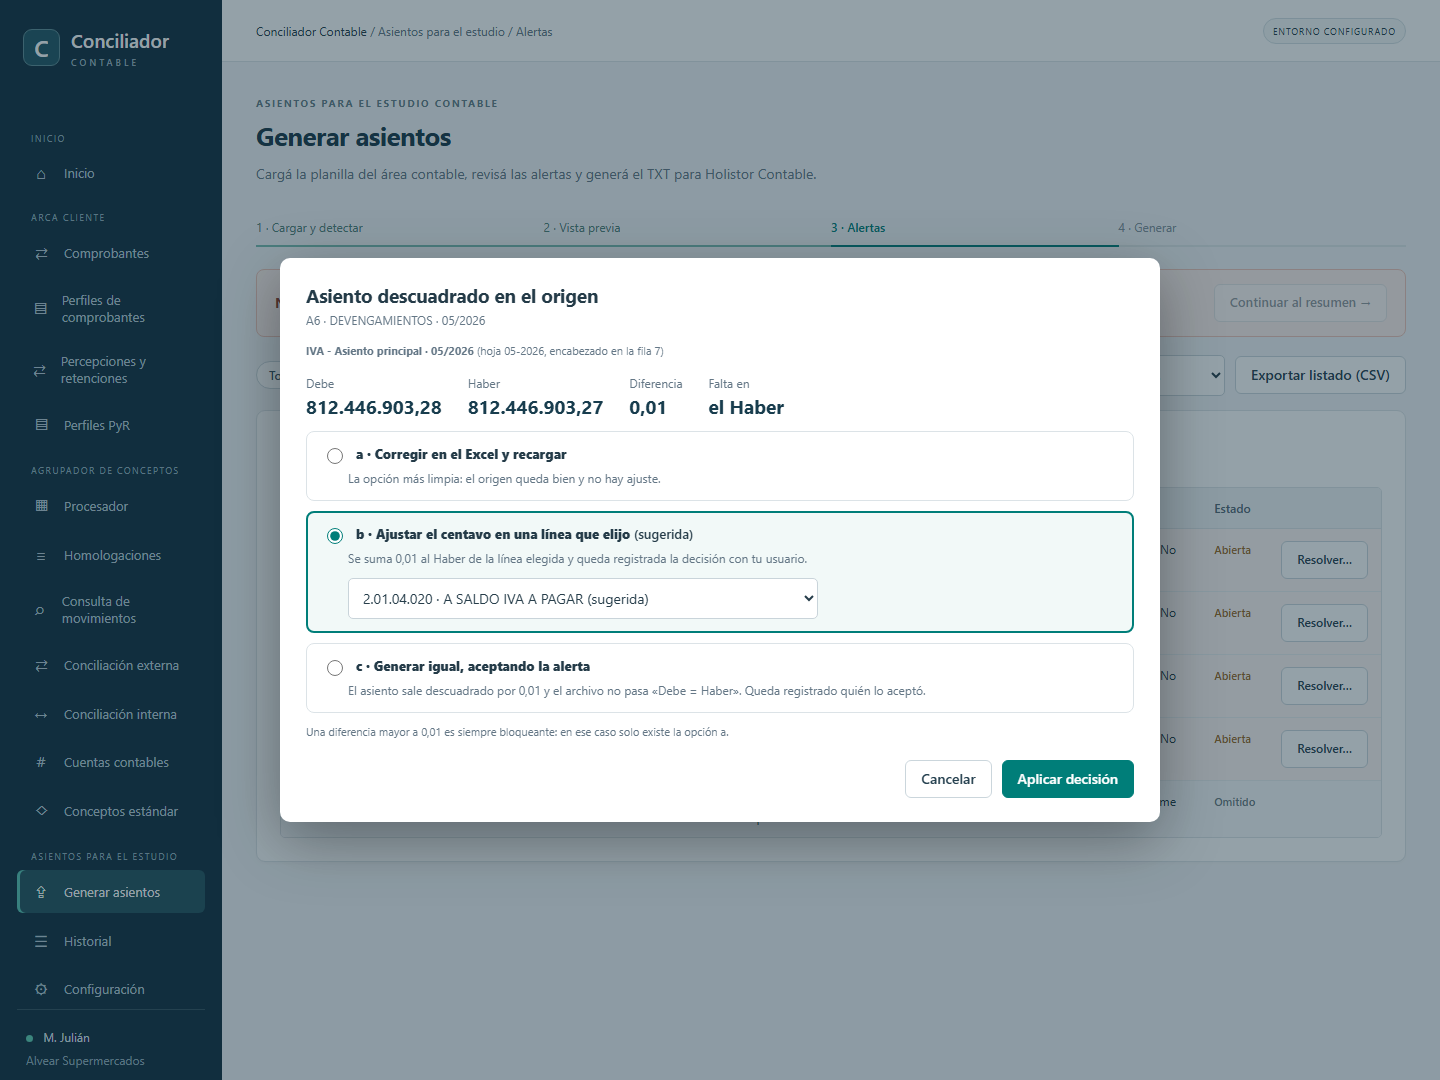 C
Conciliador
CONTABLE
INICIO
Inicio
ARCA CLIENTE
Comprobantes
Perfiles de
comprobantes
Percepciones y
retenciones
Perfiles PyR
AGRUPADOR DE CONCEPTOS
Procesador
Homologaciones
Consulta de
movimientos
Conciliación externa
Conciliación interna
Cuentas contables
Conceptos estándar
ASIENTOS PARA EL ESTUDIO
Generar asientos
Historial
Configuración
M. Julián
Alvear Supermercados
Conciliador Contable / Asientos para el estudio / Alertas
ENTORNO CONFIGURADO
ASIENTOS PARA EL ESTUDIO CONTABLE
Generar asientos
Cargá la planilla del área contable, revisá las alertas y generá el TXT para Holistor Contable.
1 · Cargar y detectar
2 · Vista previa
3 · Alertas
4 · Generar
Continuar al resumen →
Exportar listado (CSV)
Asiento descuadrado en el origen
A6 · DEVENGAMIENTOS · 05/2026
IVA - Asiento principal · 05/2026 (hoja 05-2026, encabezado en la fila 7)
Debe Haber Diferencia Falta en
812.446.903,28 812.446.903,27 0,01 el Haber
a · Corregir en el Excel y recargar
La opción más limpia: el origen queda bien y no hay ajuste.
b · Ajustar el centavo en una línea que elijo (sugerida)
Se suma 0,01 al Haber de la línea elegida y queda registrada la decisión con tu usuario.
2.01.04.020 · A SALDO IVA A PAGAR (sugerida)
c · Generar igual, aceptando la alerta
El asiento sale descuadrado por 0,01 y el archivo no pasa «Debe = Haber». Queda registrado quién lo aceptó.
Una diferencia mayor a 0,01 es siempre bloqueante: en ese caso solo existe la opción a.
Cancelar
Aplicar decisión
Estado
No Abierta Resolver...
No Abierta Resolver...
No Abierta Resolver...
No Abierta Resolver...
Omitido